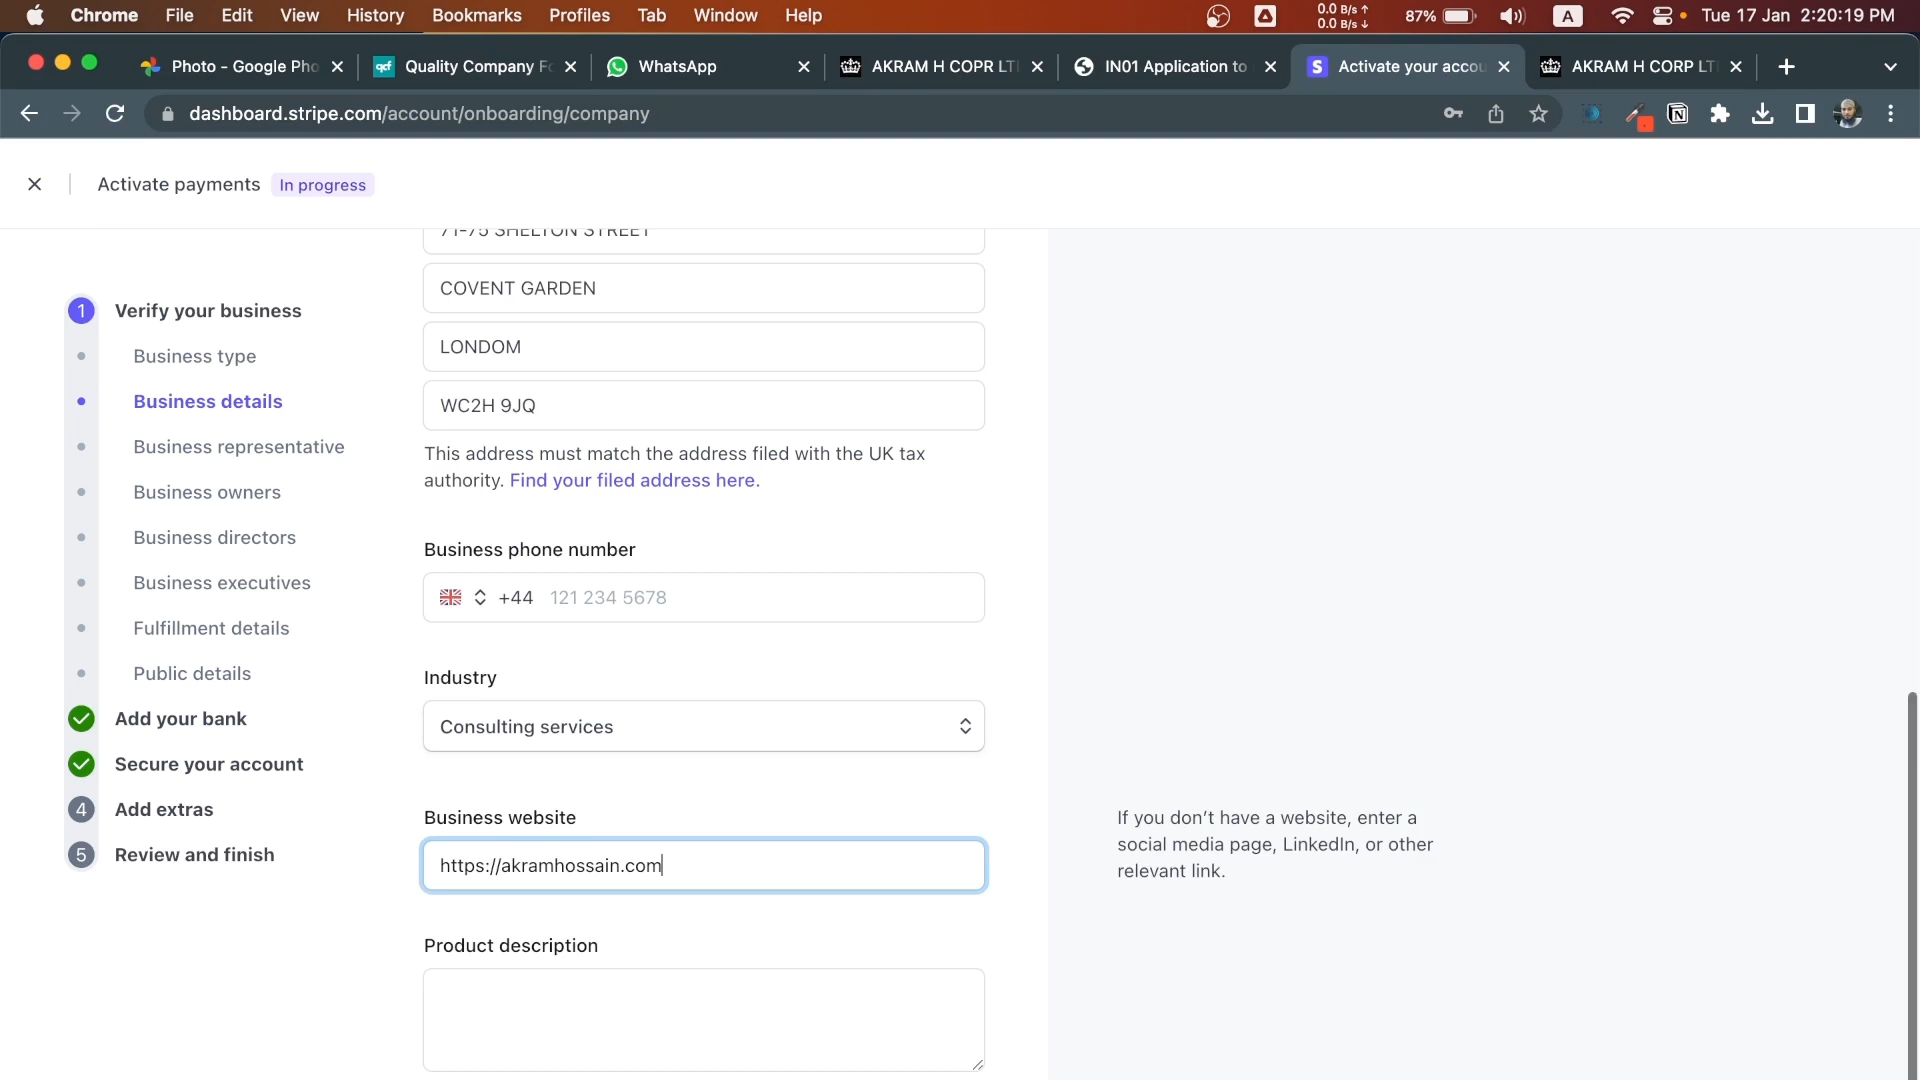 Chrome File Edit View History Bookmarks Profiles Tab Window Help 0.0 B/s ↑ 0.0 B/s ↓ 87% A Tue 17 Jan 2:20:19 PM
Photo - Google Pho Quality Company Fo WhatsApp AKRAM H COPR LT IN01 Application to Activate your accou AKRAM H CORP LT
dashboard.stripe.com/account/onboarding/company
Activate payments In progress
71-75 SHELTON STREET
COVENT GARDEN
LONDOM
WC2H 9JQ
This address must match the address filed with the UK tax
authority. Find your filed address here.
1 Verify your business
Business type
Business details
Business representative
Business owners
Business directors
Business executives
Fulfillment details
Public details
Add your bank
Secure your account
4 Add extras
5 Review and finish
Business phone number
+44 121 234 5678
Industry
Consulting services
Business website
https://akramhossain.com
Product description
If you don't have a website, enter a
social media page, LinkedIn, or other
relevant link.